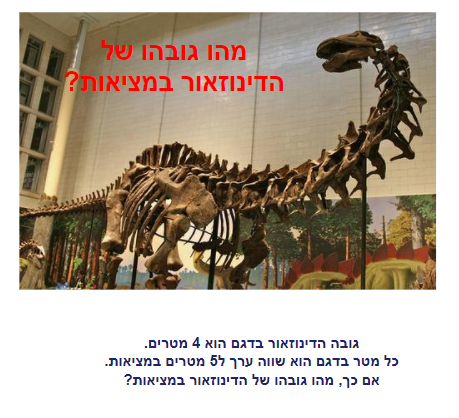 מהו גובהו של
הדינוזאור במציאות?
גובה הדינוזאור בדגם הוא 4 מטרים.
כל מטר בדגם הוא שווה ערך ל5 מטרים במציאות.
אם כך, מהו גובהו של הדינוזאור במציאות?